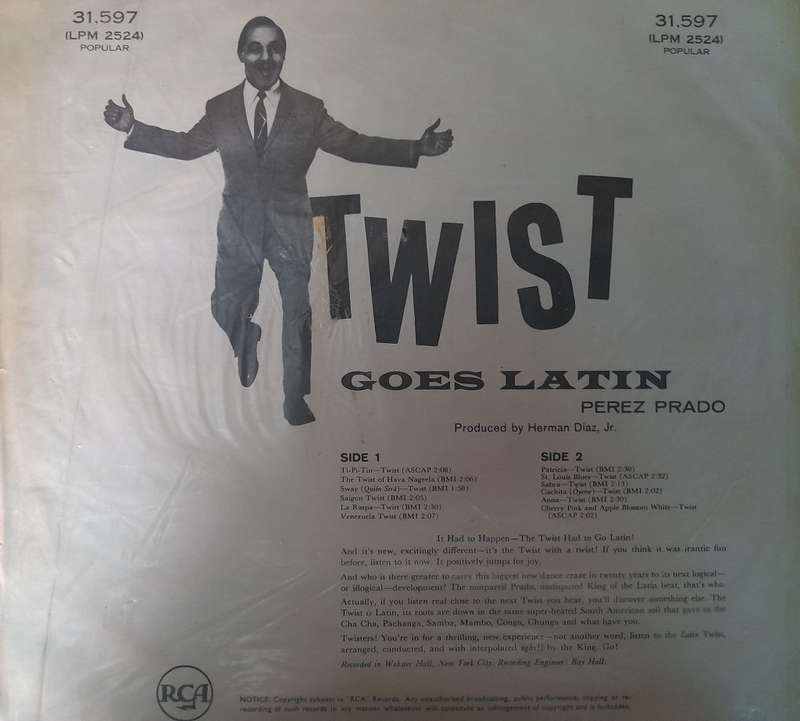 31,597
(LPM 2524)
POPULAR
31,597
(LPM 2524)
POPULAR
TWIST
GOES LATIN
PEREZ PRADO
Produced by Herman Diaz, Jr.
SIDE 1
Ti-Pi-Tin—Twist (ASCAP 2:08)
The Twist of Hava Nageela (BMI 2:06)
Sway (Quién Será)—Twist (BMI 1:58)
Saigon Twist (BMI 2:05)
La Raspa—Twist (BMI 2:30)
Venezuela Twist (BMI 2:07)
SIDE 2
Patricia—Twist (BMI 2:30)
St. Louis Blues—Twist (ASCAP 2:32)
Sabra—Twist (BMI 2:13)
Cachita (Oyeme)—Twist (BMI 2:02)
Anna—Twist (BMI 2:30)
Cherry Pink and Apple Blossom White—Twist
(ASCAP 2:02)
It Had to Happen—The Twist Had to Go Latin!
And it's new, excitingly different—it's the Twist with a twist! If you think it was frantic fun
before, listen to it now. It positively jumps for joy.
And who is there greater to carry this biggest new dance craze in twenty years to its next logical—
or illogical—development? The nonpareil Prado, undisputed King of the Latin beat, that's who.
Actually, if you listen real close to the next Twist you hear, you'll discover something else. The
Twist is Latin, its roots are down in the same super-heated South American soil that gave us the
Cha Cha, Pachanga, Samba, Mambo, Conga, Chunga and what have you.
Twisters! You're in for a thrilling, new experience—not another word, listen to the Latin Twist,
arranged, conducted, and with interpolated ugh!] by the King. Go!
Recorded in Webster Hall, New York City. Recording Engineer: Ray Hall.
RCA
NOTICE: Copyright subsists in "RCA" Records. Any unauthorised broadcasting, public performance, copying or re-
recording of such records in any manner whatsoever will constitute an infringement of copyright and is forbidden.